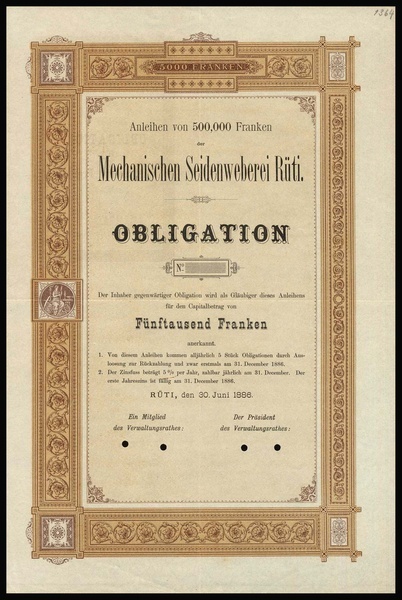 1364
5000 FRANKEN
Anleihen von 500,000 Franken
der
Mechanischen Seidenweberei Rüti.
OBLIGATION
No.
Der Inhaber gegenwärtiger Obligation wird als Gläubiger dieses Anleihens
für den Capitalbetrag von
Fünftausend Franken
anerkannt.
1. Von diesem Anleihen kommen alljährlich 5 Stück Obligationen durch Aus-
loosung zur Rückzahlung und zwar erstmals am 31. December 1886.
2. Der Zinsfuss beträgt 5 % per Jahr, zahlbar jährlich am 31. December. Der
erste Jahreszins ist fällig am 31. December 1886.
RÜTI, den 30. Juni 1886.
Ein Mitglied
des Verwaltungsrathes:
Der Präsident
des Verwaltungsrathes: